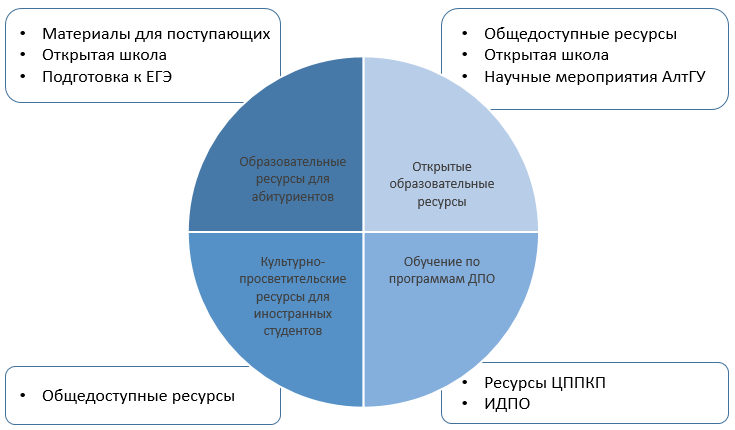 • Материалы для поступающих
• Открытая школа
• Подготовка к ЕГЭ
• Общедоступные ресурсы
• Открытая школа
• Научные мероприятия АлтГУ
Образовательные
ресурсы для
абитуриентов
Открытые
образовательные
ресурсы
Культурно-
просветительские
ресурсы для
иностранных
студентов
Обучение по
программам ДПО
• Общедоступные ресурсы
• Ресурсы ЦППКП
• ИДПО